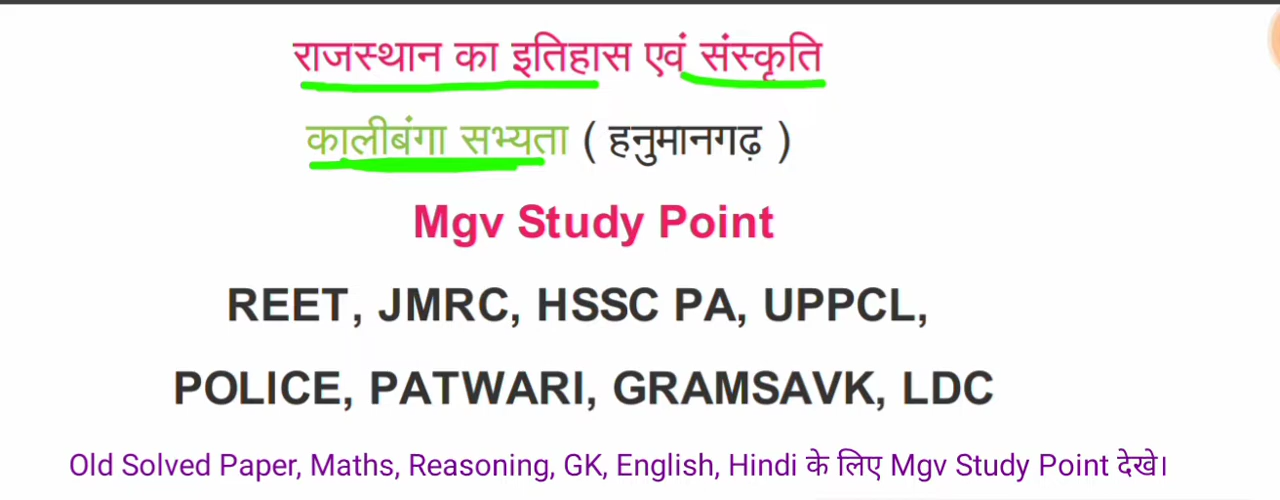 राजस्थान का इतिहास एवं संस्कृति
कालीबंगा सभ्यता ( हनुमानगढ़ )
Mgv Study Point
REET, JMRC, HSSC PA, UPPCL,
POLICE, PATWARI, GRAMSAVK, LDC
Old Solved Paper, Maths, Reasoning, GK, English, Hindi के लिए Mgv Study Point देखे।